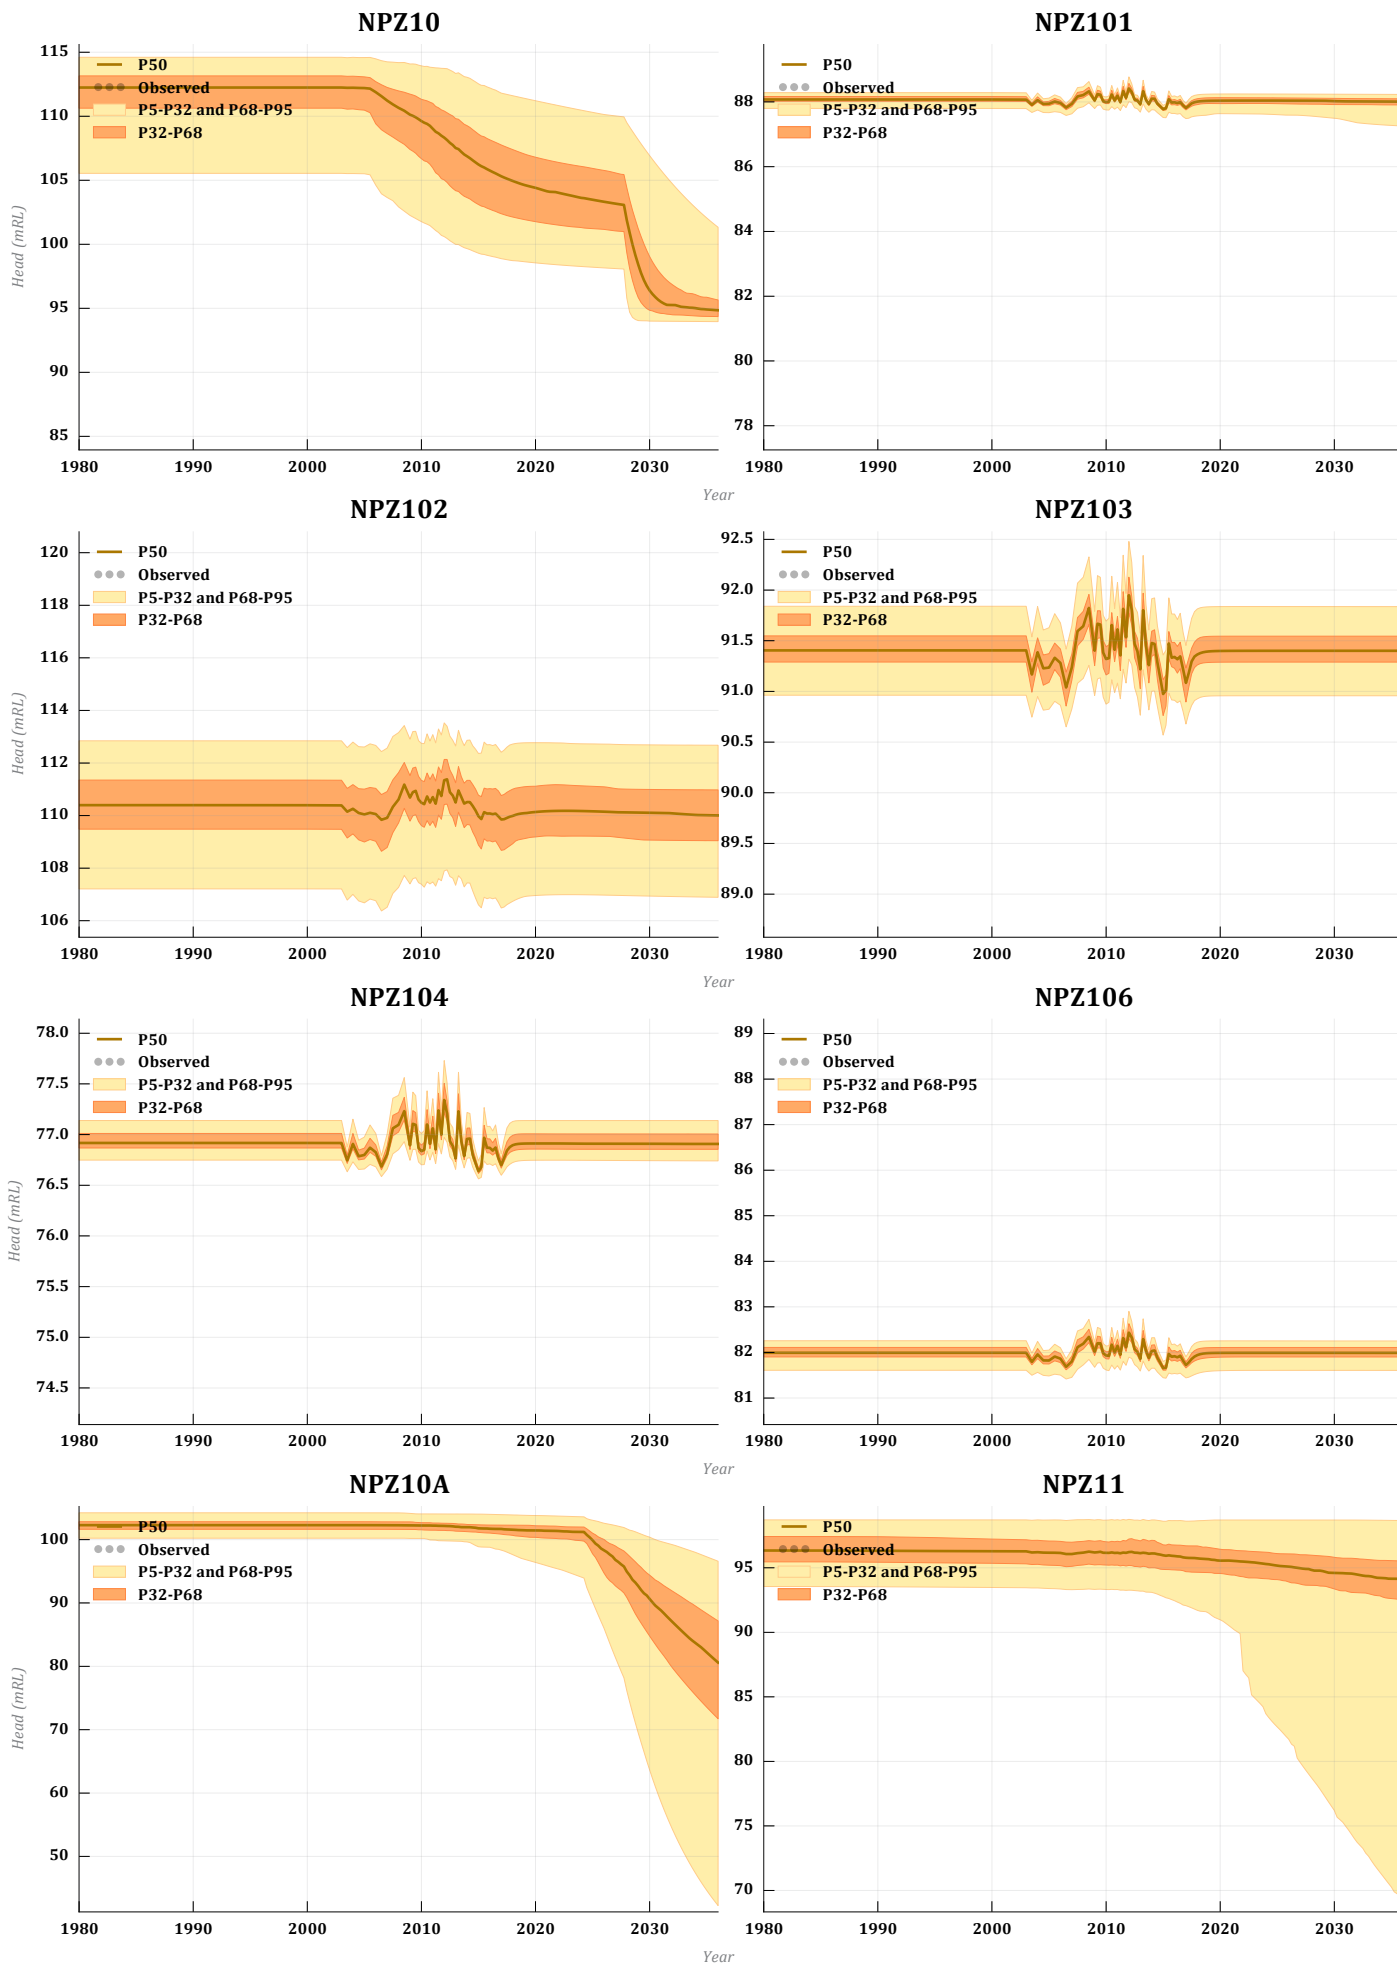 NPZ10
115
110
105
100
95
90
85
Head (mRL)
P50
Observed
P5-P32 and P68-P95
P32-P68
1980
1990
2000
2010
2020
2030
NPZ101
88
86
84
82
80
78
P50
Observed
P5-P32 and P68-P95
P32-P68
1980
1990
2000
2010
2020
2030
Year
NPZ102
120
118
116
114
112
110
108
106
Head (mRL)
P50
Observed
P5-P32 and P68-P95
P32-P68
1980
1990
2000
2010
2020
2030
NPZ103
92.5
92.0
91.5
91.0
90.5
90.0
89.5
89.0
P50
Observed
P5-P32 and P68-P95
P32-P68
1980
1990
2000
2010
2020
2030
Year
NPZ104
78.0
77.5
77.0
76.5
76.0
75.5
75.0
74.5
Head (mRL)
P50
Observed
P5-P32 and P68-P95
P32-P68
1980
1990
2000
2010
2020
2030
NPZ106
89
88
87
86
85
84
83
82
81
P50
Observed
P5-P32 and P68-P95
P32-P68
1980
1990
2000
2010
2020
2030
Year
NPZ10A
100
90
80
70
60
50
Head (mRL)
P50
Observed
P5-P32 and P68-P95
P32-P68
1980
1990
2000
2010
2020
2030
NPZ11
95
90
85
80
75
70
P50
Observed
P5-P32 and P68-P95
P32-P68
1980
1990
2000
2010
2020
2030
Year